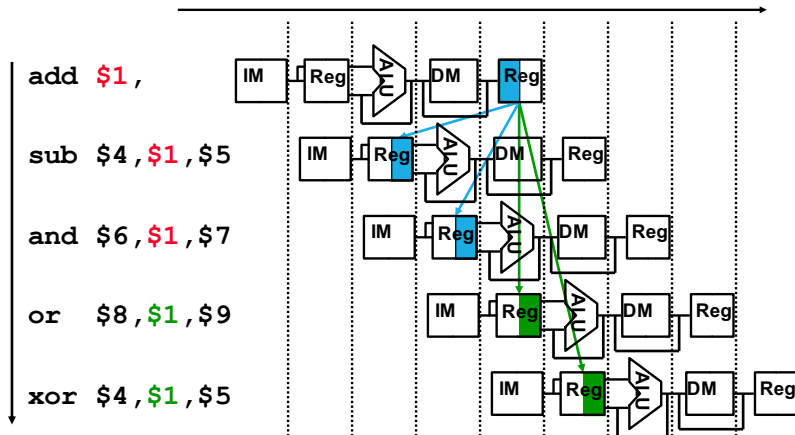 add $1, IM Reg ALU DM Reg
sub $4,$1,$5 IM Reg ALU DM Reg
and $6,$1,$7 IM Reg ALU DM Reg
or $8,$1,$9 IM Reg ALU DM Reg
xor $4,$1,$5 IM Reg ALU DM Reg